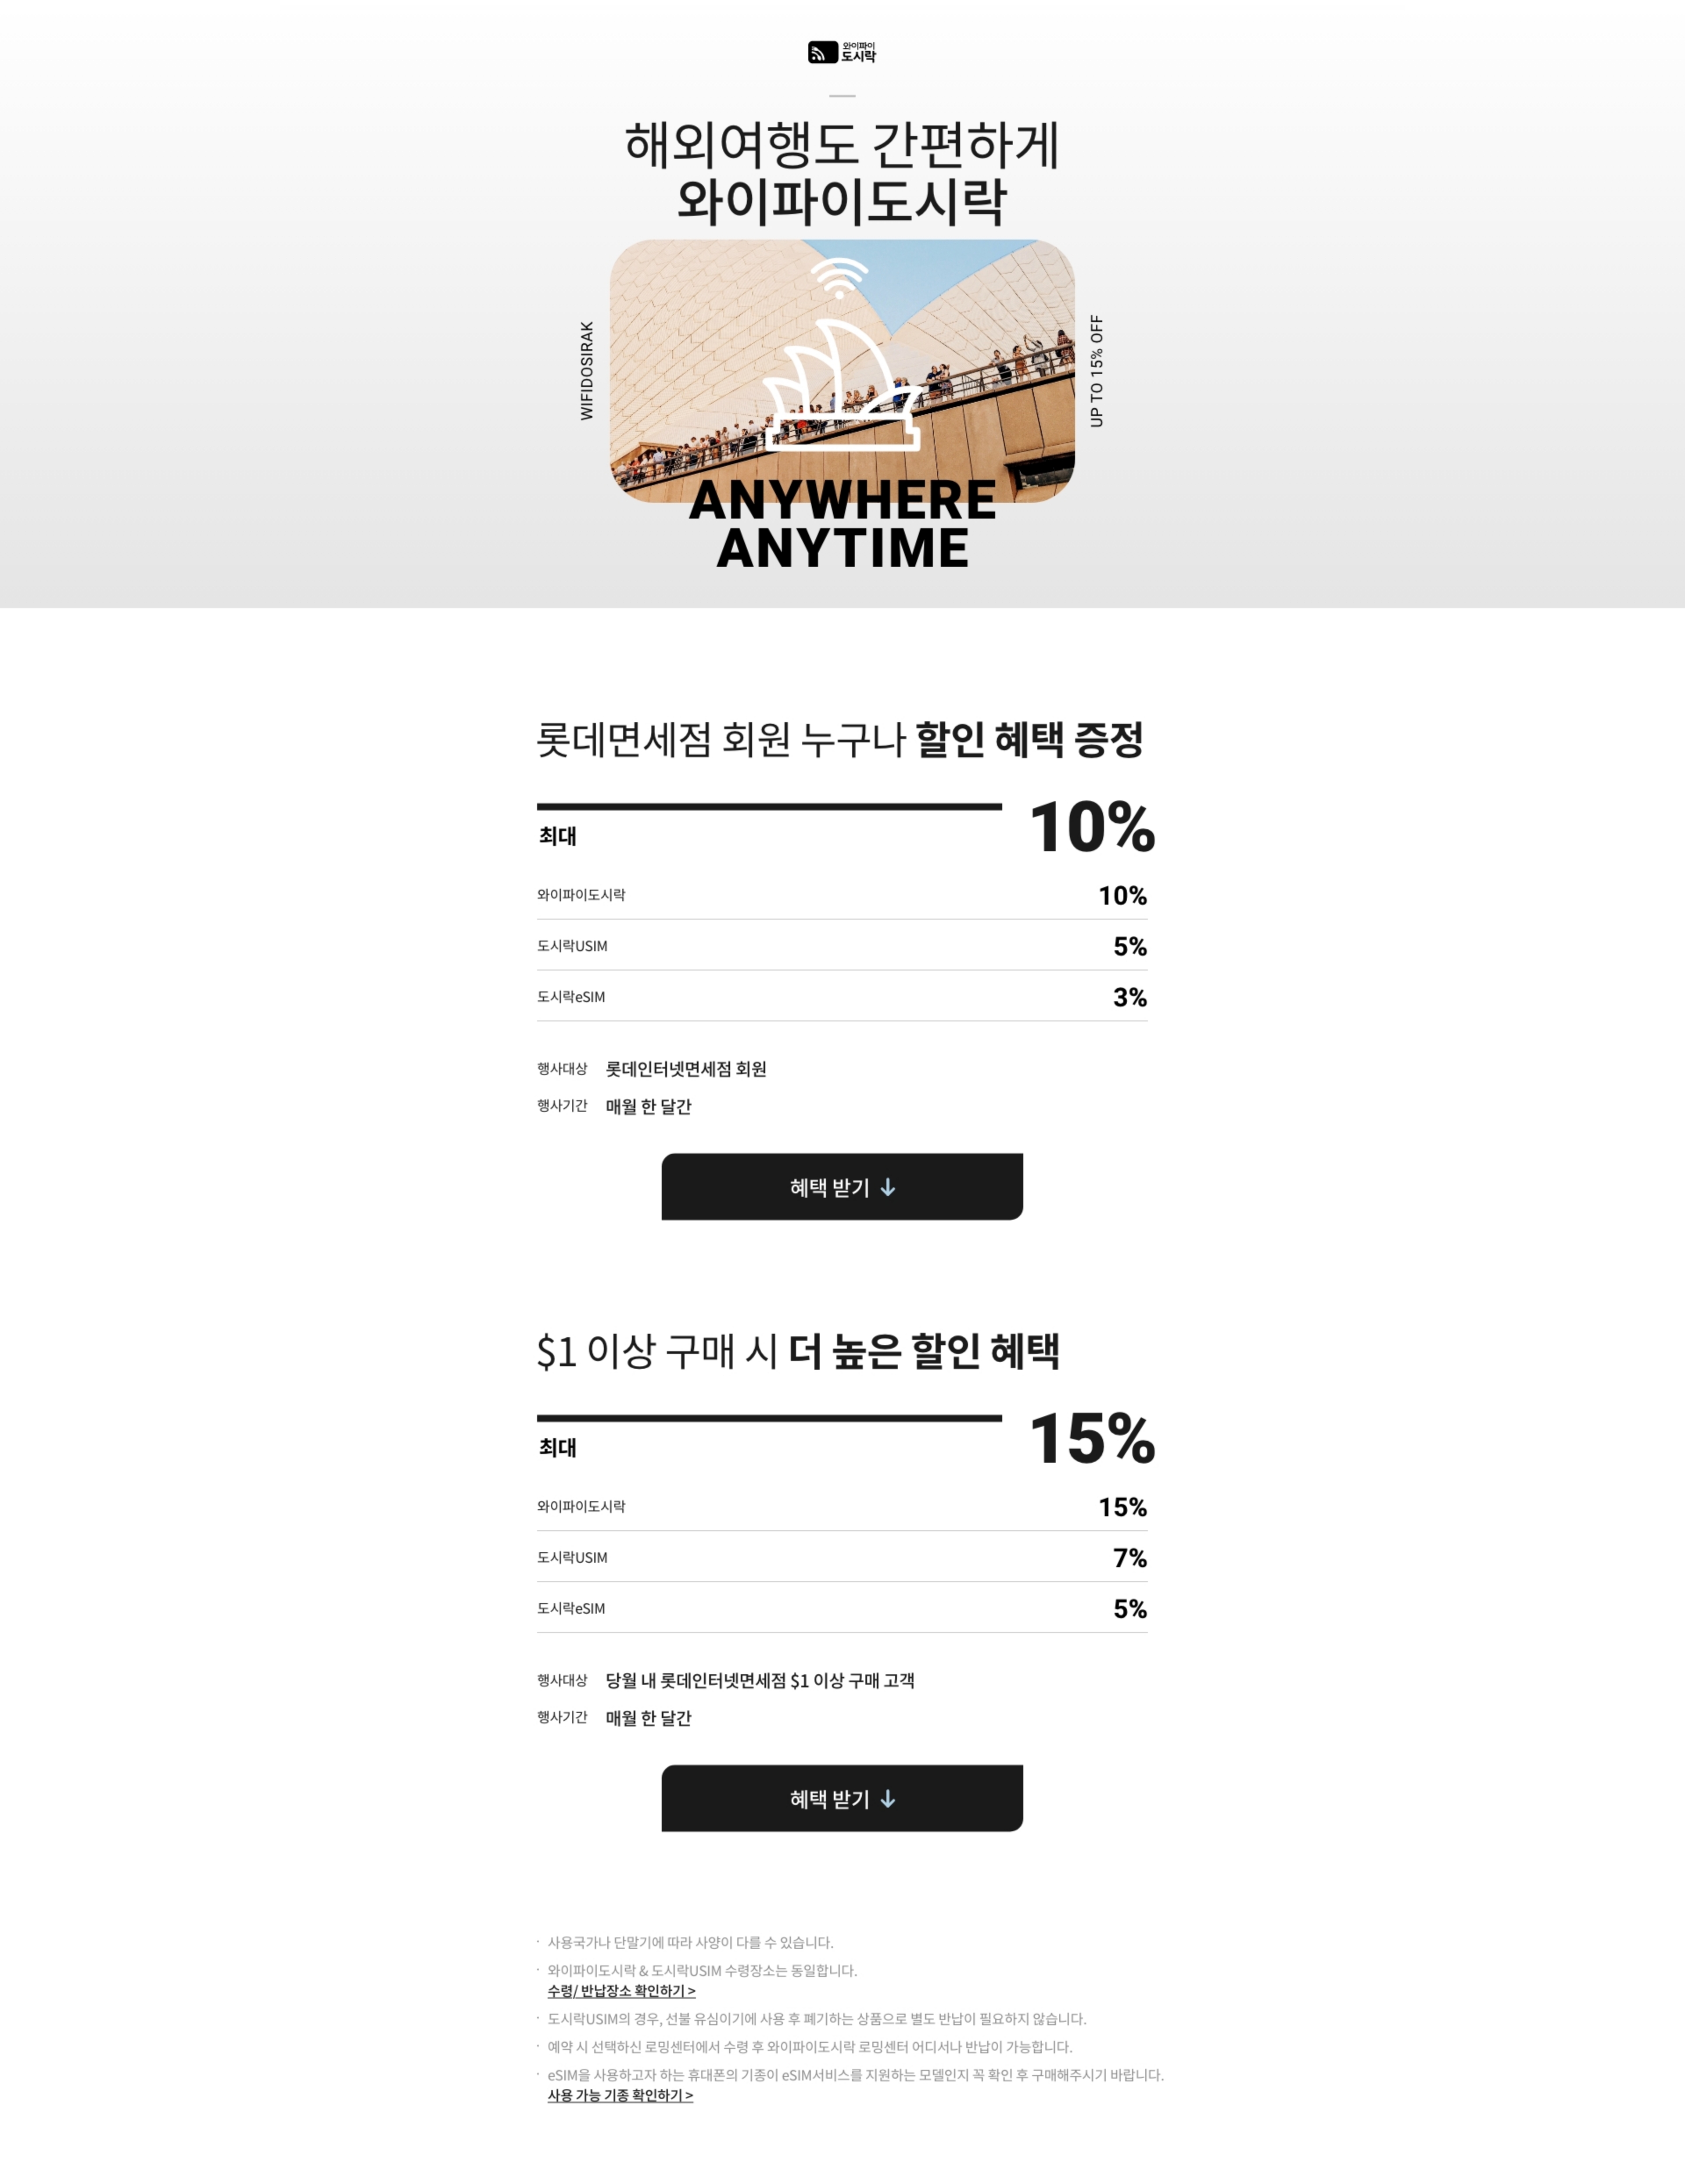 와이파이
도시락
해외여행도 간편하게
와이파이도시락
WIFIDOSIRAK
UP TO 15% OFF
ANYWHERE
ANYTIME
롯데면세점 회원 누구나 할인 혜택 증정
최대
10%
와이파이도시락 10%
도시락USIM 5%
도시락eSIM 3%
행사대상 롯데인터넷면세점 회원
행사기간 매월 한 달간
혜택 받기 ↓
$1 이상 구매 시 더 높은 할인 혜택
최대
15%
와이파이도시락 15%
도시락USIM 7%
도시락eSIM 5%
행사대상 당월 내 롯데인터넷면세점 $1 이상 구매 고객
행사기간 매월 한 달간
혜택 받기 ↓
· 사용국가나 단말기에 따라 사양이 다를 수 있습니다.
· 와이파이도시락 & 도시락USIM 수령장소는 동일합니다.
수령/ 반납장소 확인하기 >
· 도시락USIM의 경우, 선불 유심이기에 사용 후 폐기하는 상품으로 별도 반납이 필요하지 않습니다.
· 예약 시 선택하신 로밍센터에서 수령 후 와이파이도시락 로밍센터 어디서나 반납이 가능합니다.
· eSIM을 사용하고자 하는 휴대폰의 기종이 eSIM서비스를 지원하는 모델인지 꼭 확인 후 구매해주시기 바랍니다.
사용 가능 기종 확인하기 >